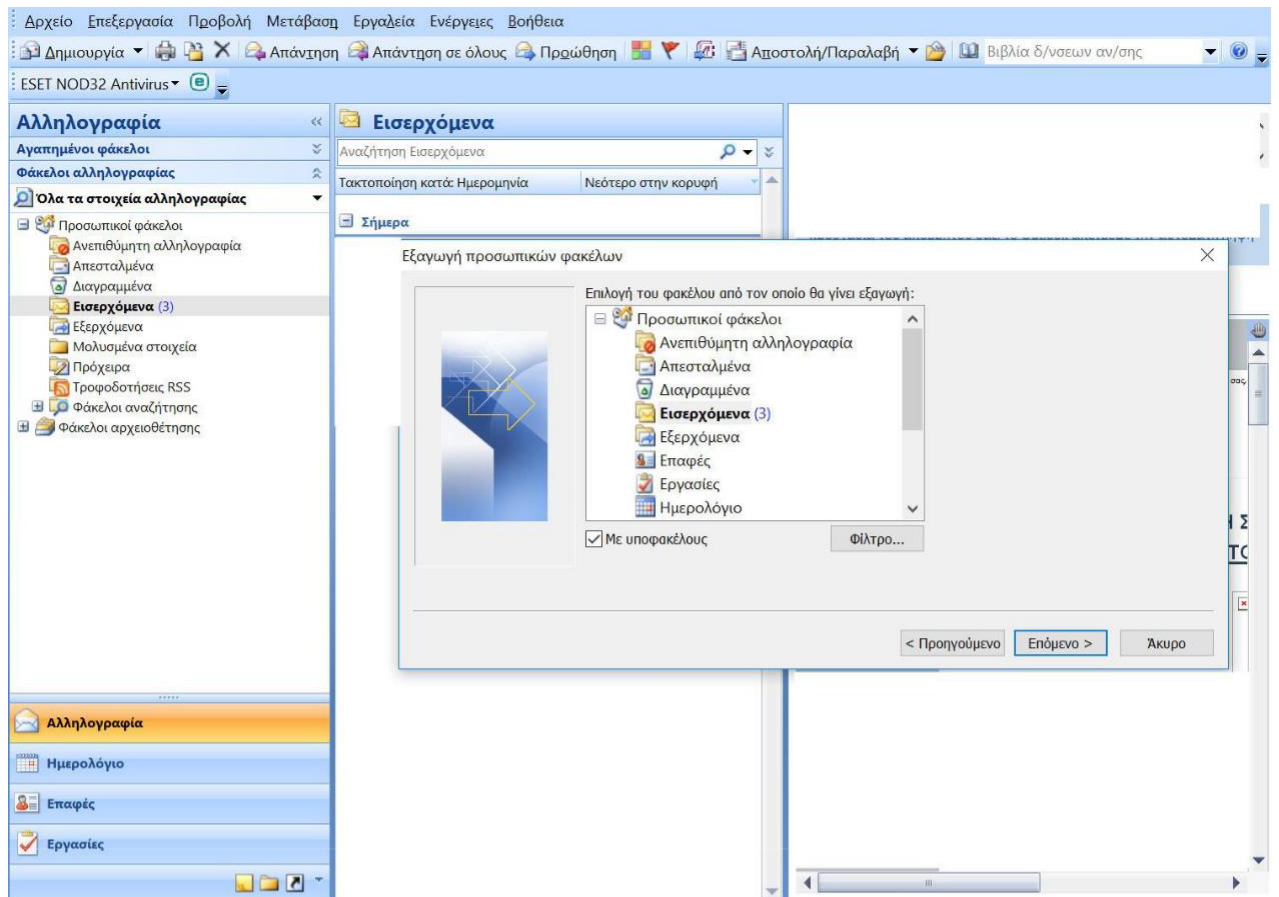 Αρχείο Επεξεργασία Προβολή Μετάβαση Εργαλεία Ενέργειες Βοήθεια
Δημιουργία Απάντηση Απάντηση σε όλους Προώθηση Αποστολή/Παραλαβή Βιβλία δ/νσεων αν/σης
ESET NOD32 Antivirus
Αλληλογραφία
Αγαπημένοι φάκελοι
Φάκελοι αλληλογραφίας
Όλα τα στοιχεία αλληλογραφίας
Προσωπικοί φάκελοι
Ανεπιθύμητη αλληλογραφία
Απεσταλμένα
Διαγραμμένα
Εισερχόμενα (3)
Εξερχόμενα
Μολυσμένα στοιχεία
Πρόχειρα
Τροφοδοτήσεις RSS
Φάκελοι αναζήτησης
Φάκελοι αρχειοθέτησης
Αλληλογραφία
Ημερολόγιο
Επαφές
Εργασίες
Εισερχόμενα
Αναζήτηση Εισερχόμενα
Τακτοποίηση κατά: Ημερομηνία Νεότερο στην κορυφή
Σήμερα
Εξαγωγή προσωπικών φακέλων
Επιλογή του φακέλου από τον οποίο θα γίνει εξαγωγή:
Προσωπικοί φάκελοι
Ανεπιθύμητη αλληλογραφία
Απεσταλμένα
Διαγραμμένα
Εισερχόμενα (3)
Εξερχόμενα
Επαφές
Εργασίες
Ημερολόγιο
Με υποφακέλους Φίλτρο...
< Προηγούμενο Επόμενο > Άκυρο